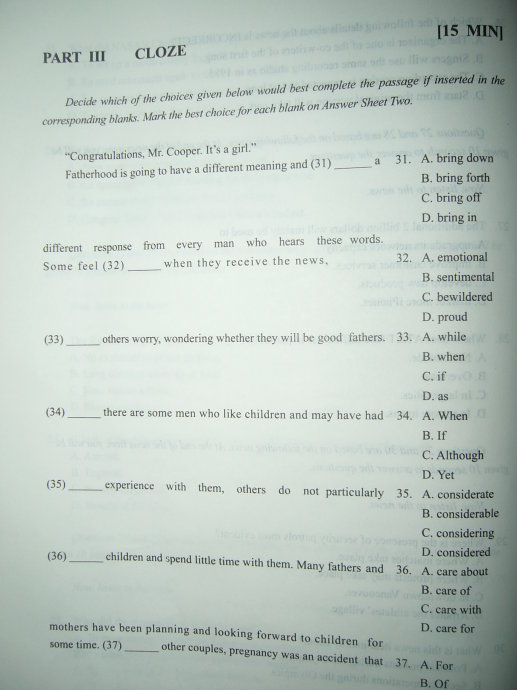 [15 MIN]
PART III CLOZE
Decide which of the choices given below would best complete the passage if inserted in the
corresponding blanks. Mark the best choice for each blank on Answer Sheet Two.
"Congratulations, Mr. Cooper. It's a girl."
Fatherhood is going to have a different meaning and (31) ______ a 31. A. bring down
B. bring forth
C. bring off
D. bring in
different response from every man who hears these words.
Some feel (32) ______ when they receive the news, 32. A. emotional
B. sentimental
C. bewildered
D. proud
(33) ______ others worry, wondering whether they will be good fathers. 33. A. while
B. when
C. if
D. as
(34) ______ there are some men who like children and may have had 34. A. When
B. If
C. Although
D. Yet
(35) ______ experience with them, others do not particularly 35. A. considerate
B. considerable
C. considering
D. considered
(36) ______ children and spend little time with them. Many fathers and 36. A. care about
B. care of
C. care with
D. care for
mothers have been planning and looking forward to children for
some time. (37) ______ other couples, pregnancy was an accident that 37. A. For
B. Of